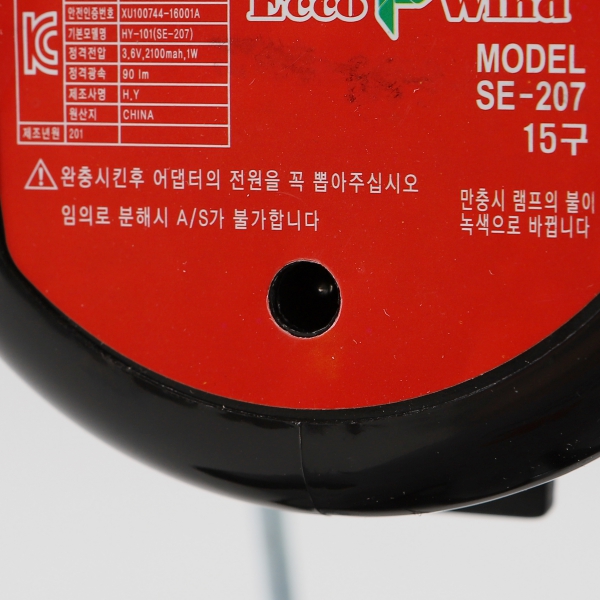 안전인증번호 XU100744-16001A
Ecco Wind
기본모델명 HY-101(SE-207)
정격전압 3,6V,2100mah,1W
정격광속 90 lm
제조사명 H,Y
원산지 CHINA
제조년원 201
MODEL
SE-207
15구
완충시킨후 어댑터의 전원을 꼭 뽑아주십시오
임의로 분해시 A/S가 불가합니다
만충시 램프의 불이
녹색으로 바뀝니다